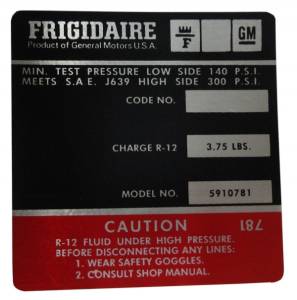 FRIGIDAIRE
Product of General Motors U.S.A.
F
GM
MIN. TEST PRESSURE LOW SIDE 140 P.S.I.
MEETS S.A.E. J639 HIGH SIDE 300 P.S.I.
CODE NO.
CHARGE R-12 3.75 LBS.
MODEL NO. 5910781
CAUTION 781
R-12 FLUID UNDER HIGH PRESSURE.
BEFORE DISCONNECTING ANY LINES:
1. WEAR SAFETY GOGGLES.
2. CONSULT SHOP MANUAL.